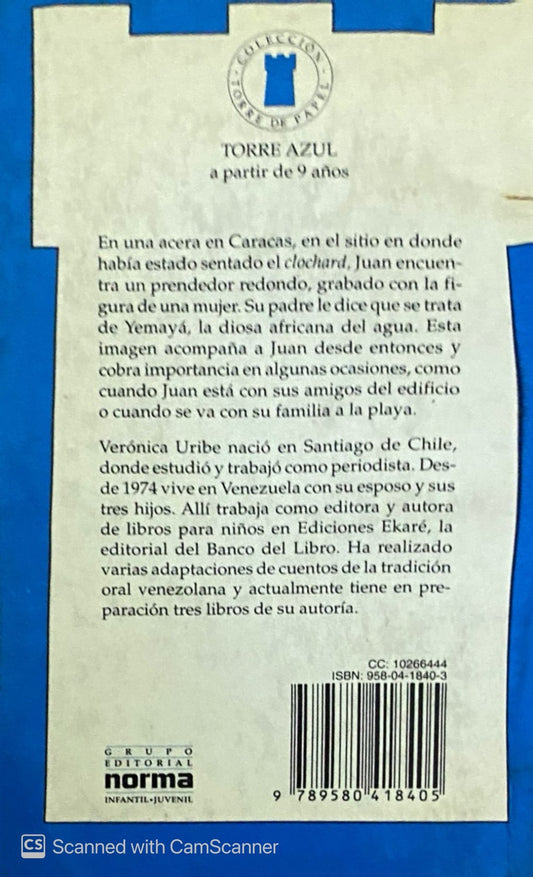 COLECCIÓN
TORRE DE PAPEL
TORRE AZUL
a partir de 9 años
En una acera en Caracas, en el sitio en donde
había estado sentado el clochard, Juan encuen-
tra un prendedor redondo, grabado con la fi-
gura de una mujer. Su padre le dice que se trata
de Yemayá, la diosa africana del agua. Esta
imagen acompaña a Juan desde entonces y
cobra importancia en algunas ocasiones, como
cuando Juan está con sus amigos del edificio
o cuando se va con su familia a la playa.
Verónica Uribe nació en Santiago de Chile,
donde estudió y trabajó como periodista. Des-
de 1974 vive en Venezuela con su esposo y sus
tres hijos. Allí trabaja como editora y autora
de libros para niños en Ediciones Ekaré, la
editorial del Banco del Libro. Ha realizado
varias adaptaciones de cuentos de la tradición
oral venezolana y actualmente tiene en pre-
paración tres libros de su autoría.
CC: 10266444
ISBN: 958-04-1840-3
9 789580 418405
GRUPO
EDITORIAL
norma
INFANTIL•JUVENIL
CS Scanned with CamScanner